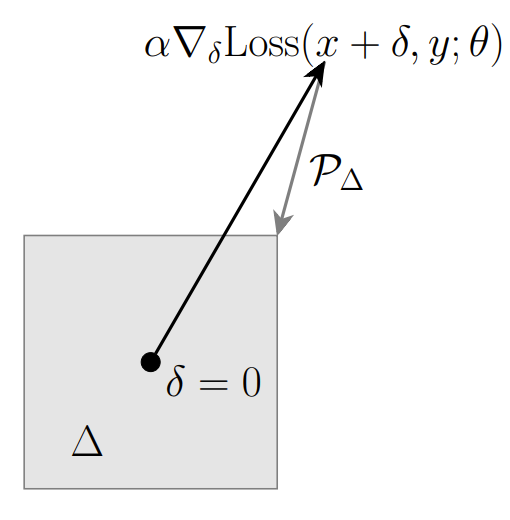 α∇_δLoss(x + δ, y; θ)
𝒫_Δ
δ = 0
Δ